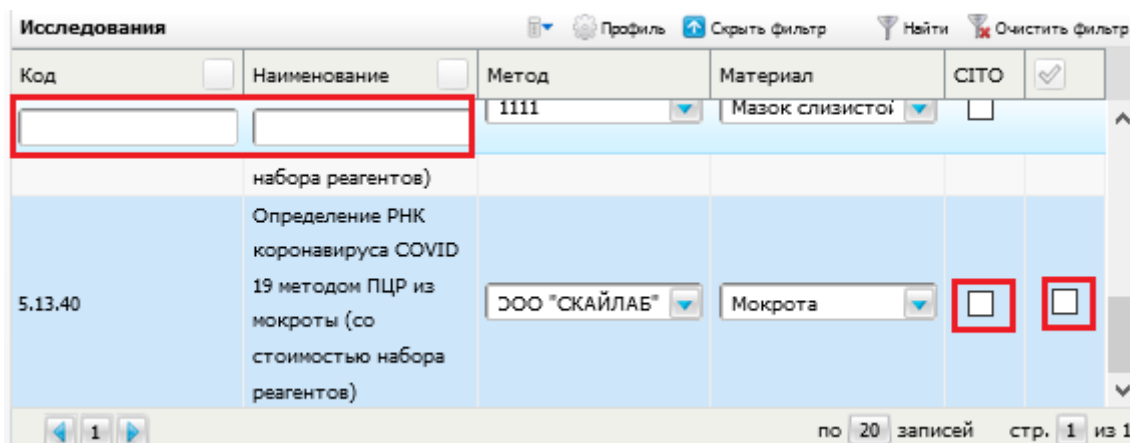 Исследования Профиль Скрыть фильтр Найти Очистить фильтр
Код Наименование Метод Материал CITO
1111 Мазок слизистой
набора реагентов)
Определение РНК
коронавируса COVID
19 методом ПЦР из
5.13.40 ООО "СКАЙЛАБ" Мокрота
мокроты (со
стоимостью набора
реагентов)
1 по 20 записей стр. 1 из 1